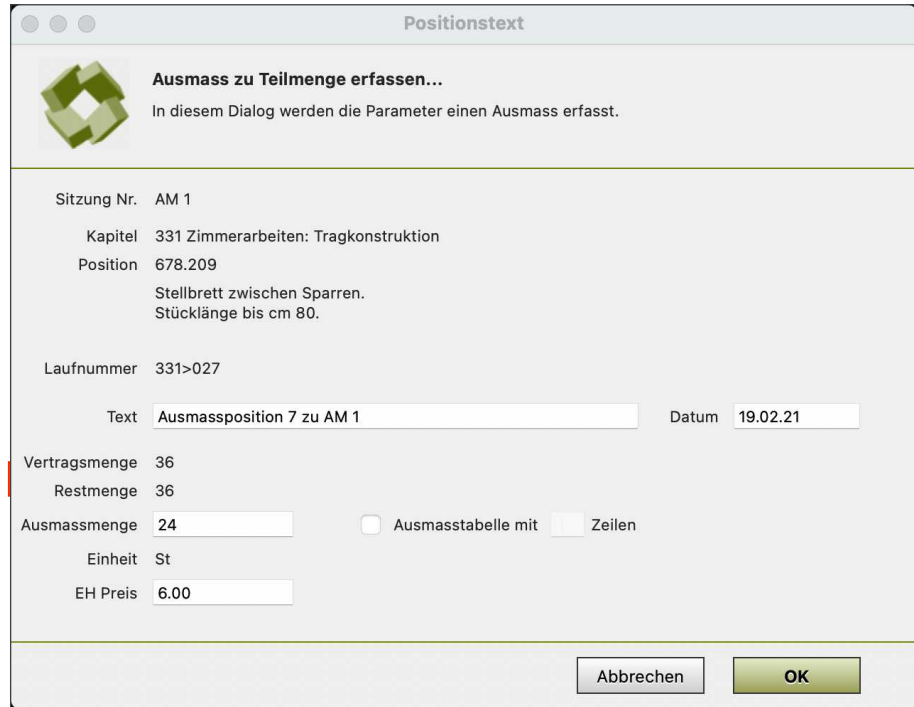 Positionstext
Ausmass zu Teilmenge erfassen...
In diesem Dialog werden die Parameter einen Ausmass erfasst.
Sitzung Nr. AM 1
Kapitel 331 Zimmerarbeiten: Tragkonstruktion
Position 678.209
Stellbrett zwischen Sparren.
Stücklänge bis cm 80.
Laufnummer 331>027
Text Ausmassposition 7 zu AM 1 Datum 19.02.21
Vertragsmenge 36
Restmenge 36
Ausmassmenge 24 Ausmasstabelle mit Zeilen
Einheit St
EH Preis 6.00
Abbrechen OK